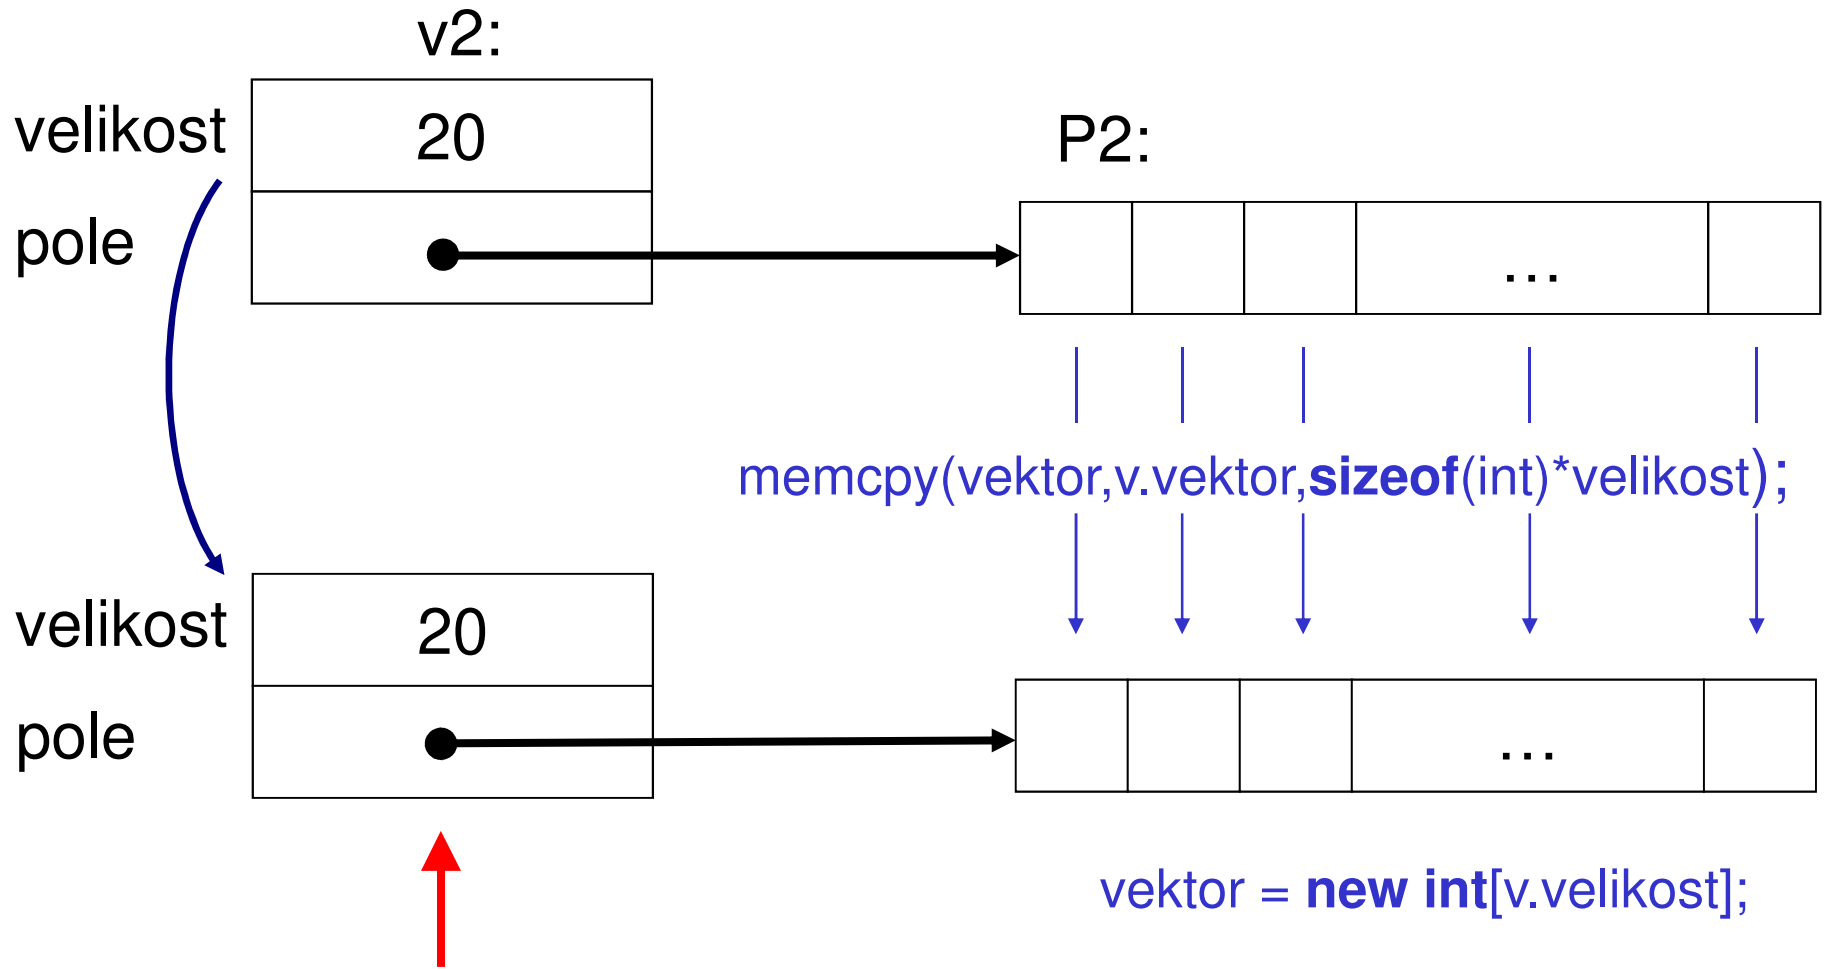 v2:
velikost 20
P2:
pole
…
memcpy(vektor,v.vektor,sizeof(int)*velikost);
velikost 20
pole
…
vektor = new int[v.velikost];